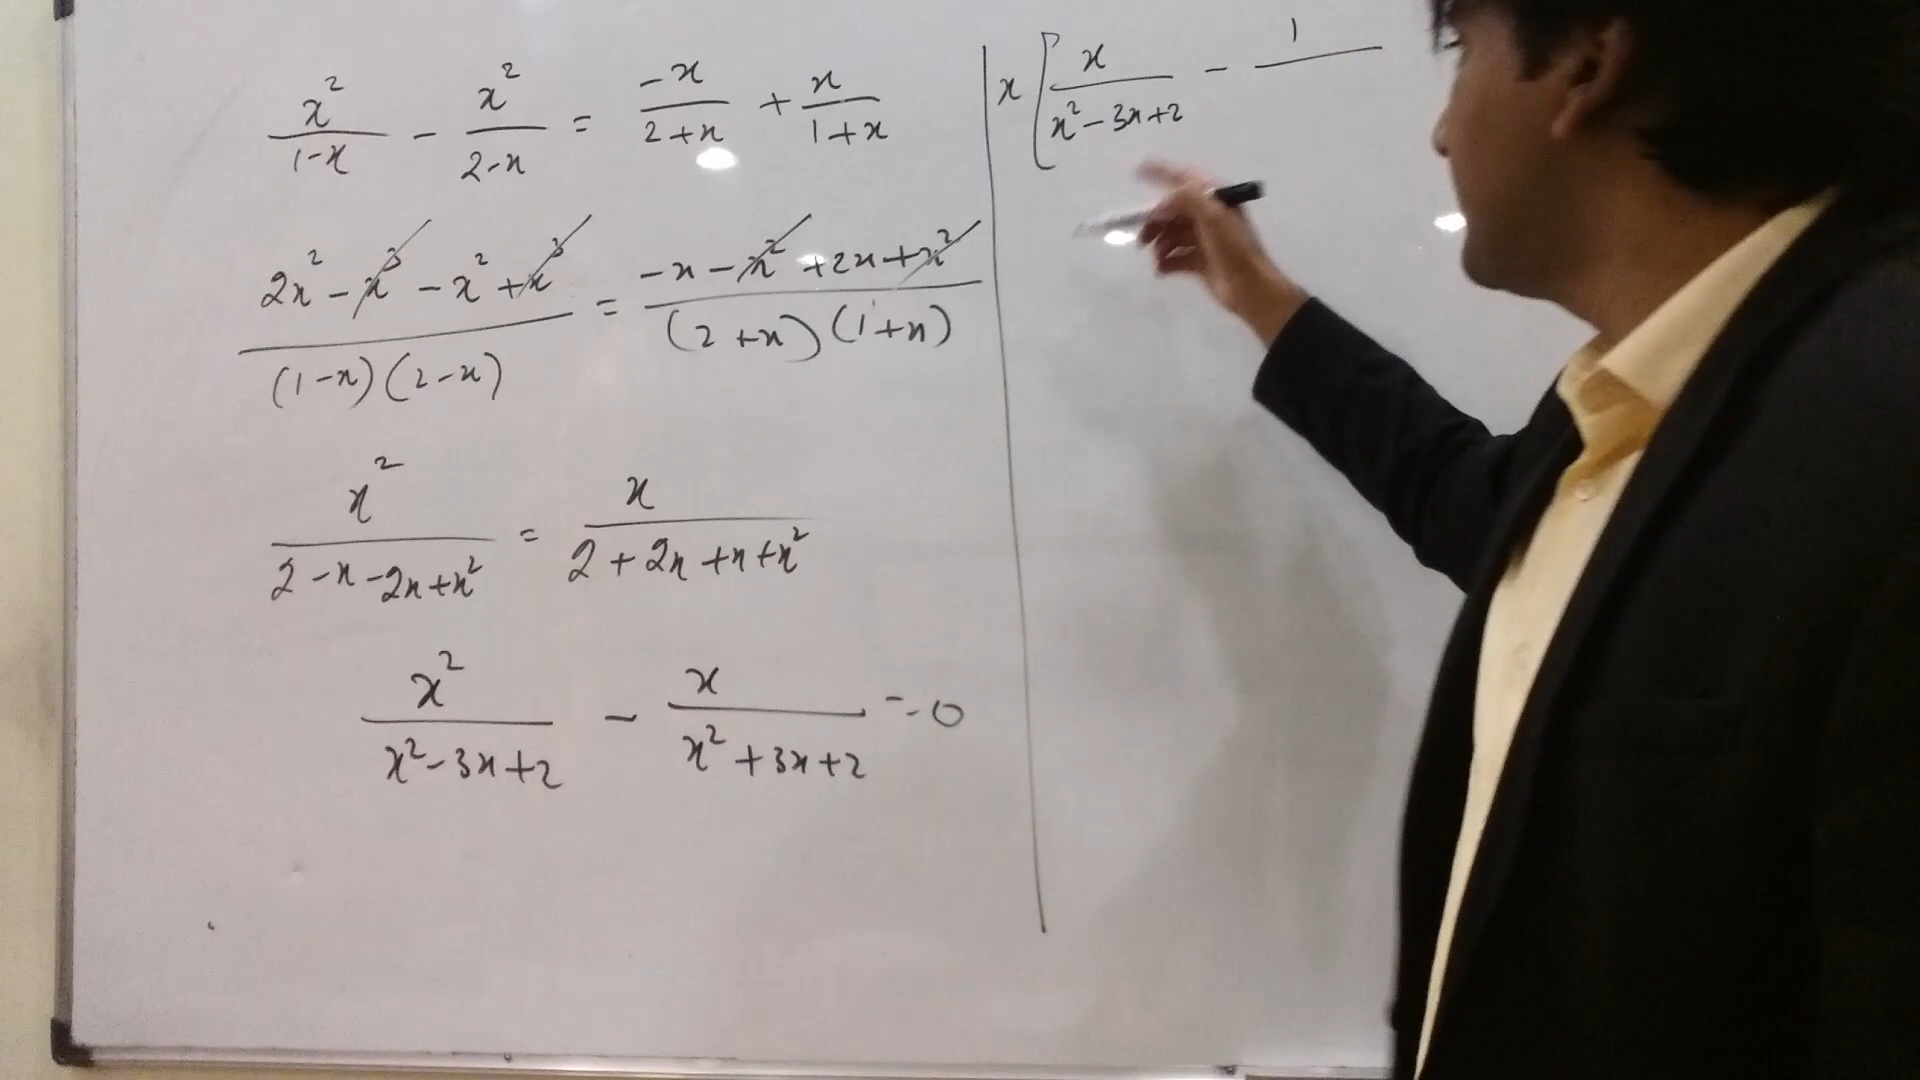 x²/(1-x) - x²/(2-x) = -x/(2+x) + x/(1+x)
(2x² - x³ - x² + x³)/((1-x)(2-x)) = (-x - x² + 2x + x²)/((2+x)(1+x))
x²/(2-x-2x+x²) = x/(2+2x+x+x²)
x²/(x²-3x+2) - x/(x²+3x+2) = 0
x[x/(x²-3x+2) - 1/